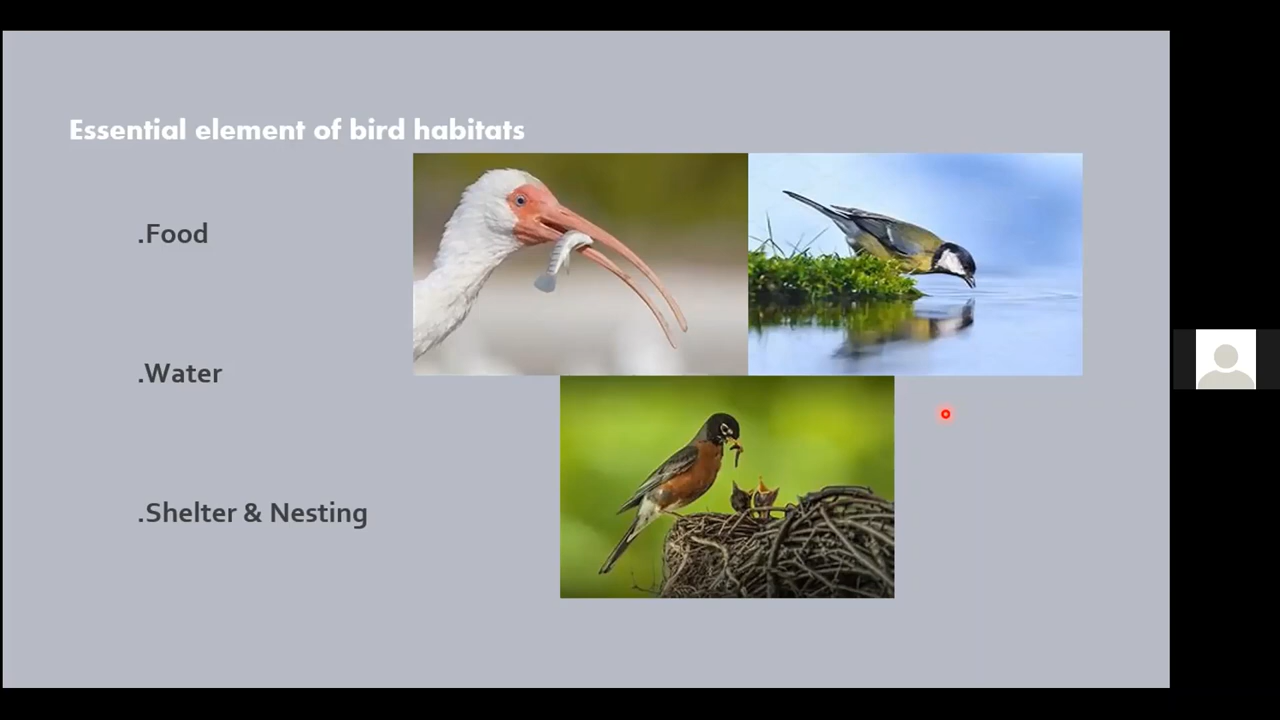 Essential element of bird habitats
.Food
.Water
.Shelter & Nesting